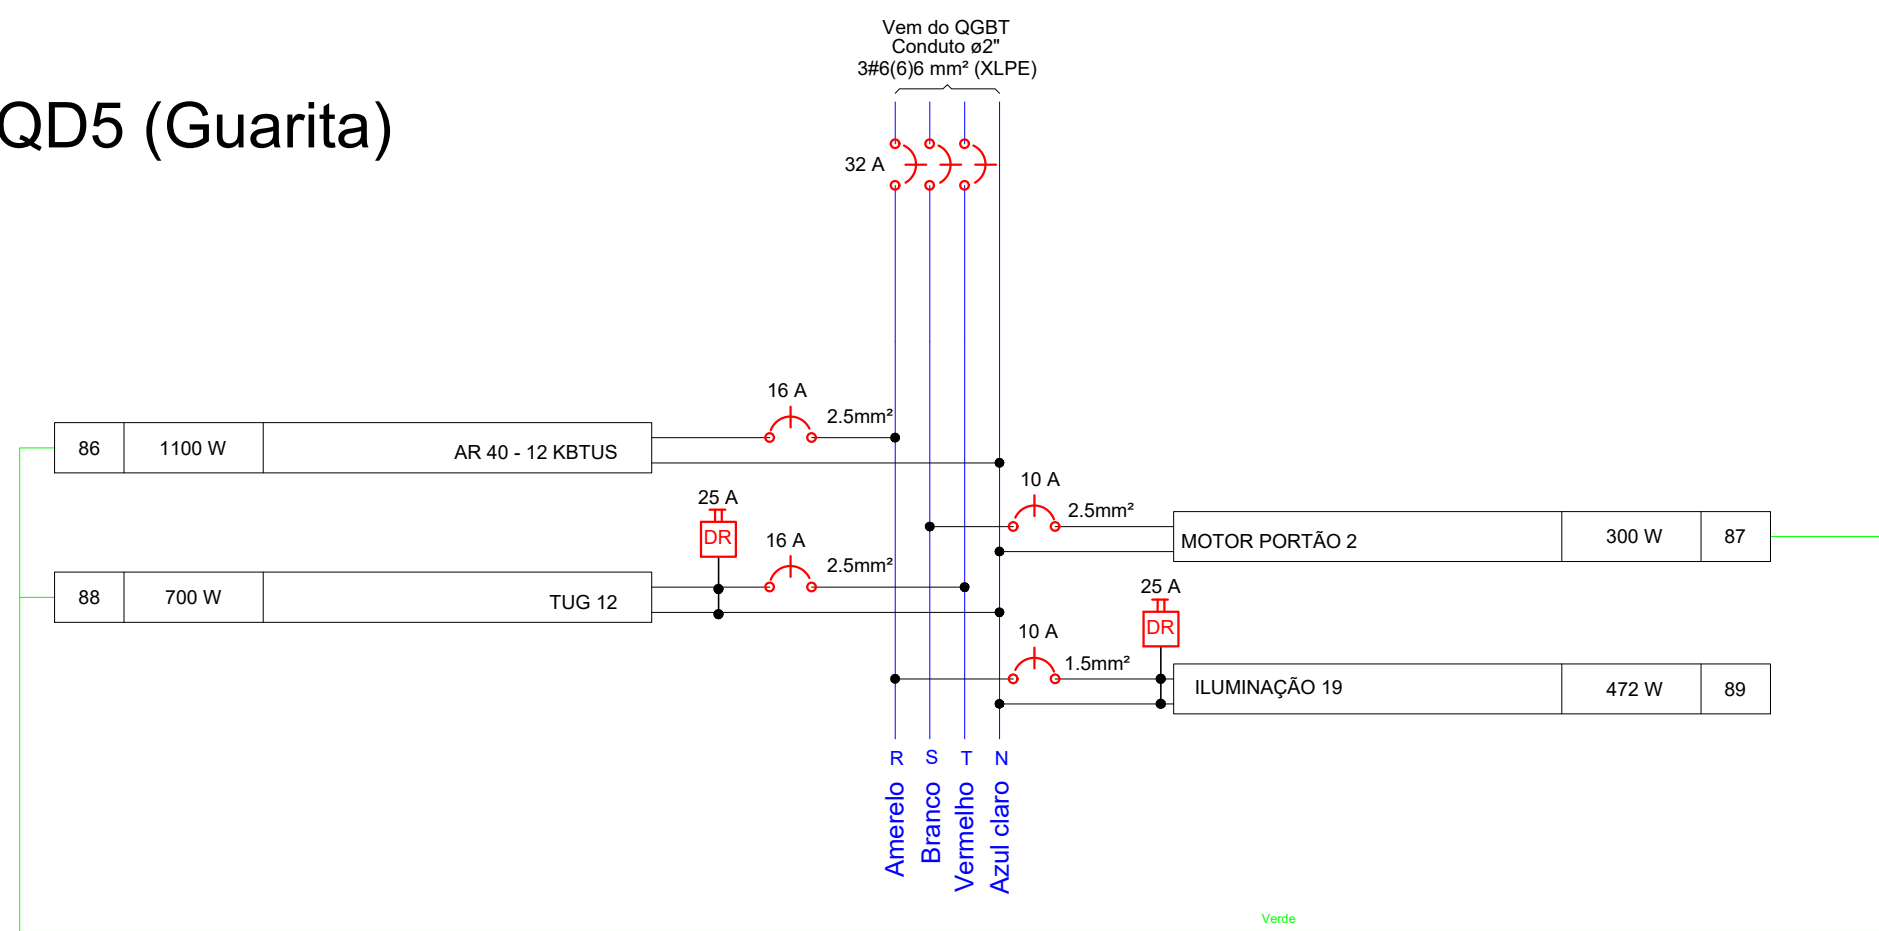 Vem do QGBT
Conduto ø2"
3#6(6)6 mm² (XLPE)
QD5 (Guarita)
32 A
16 A
2.5mm²
86 1100 W AR 40 - 12 KBTUS
10 A
2.5mm²
MOTOR PORTÃO 2 300 W 87
25 A
DR
16 A
2.5mm²
88 700 W TUG 12
25 A
DR
10 A
1.5mm²
ILUMINAÇÃO 19 472 W 89
R S T N
Amerelo
Branco
Vermelho
Azul claro
Verde